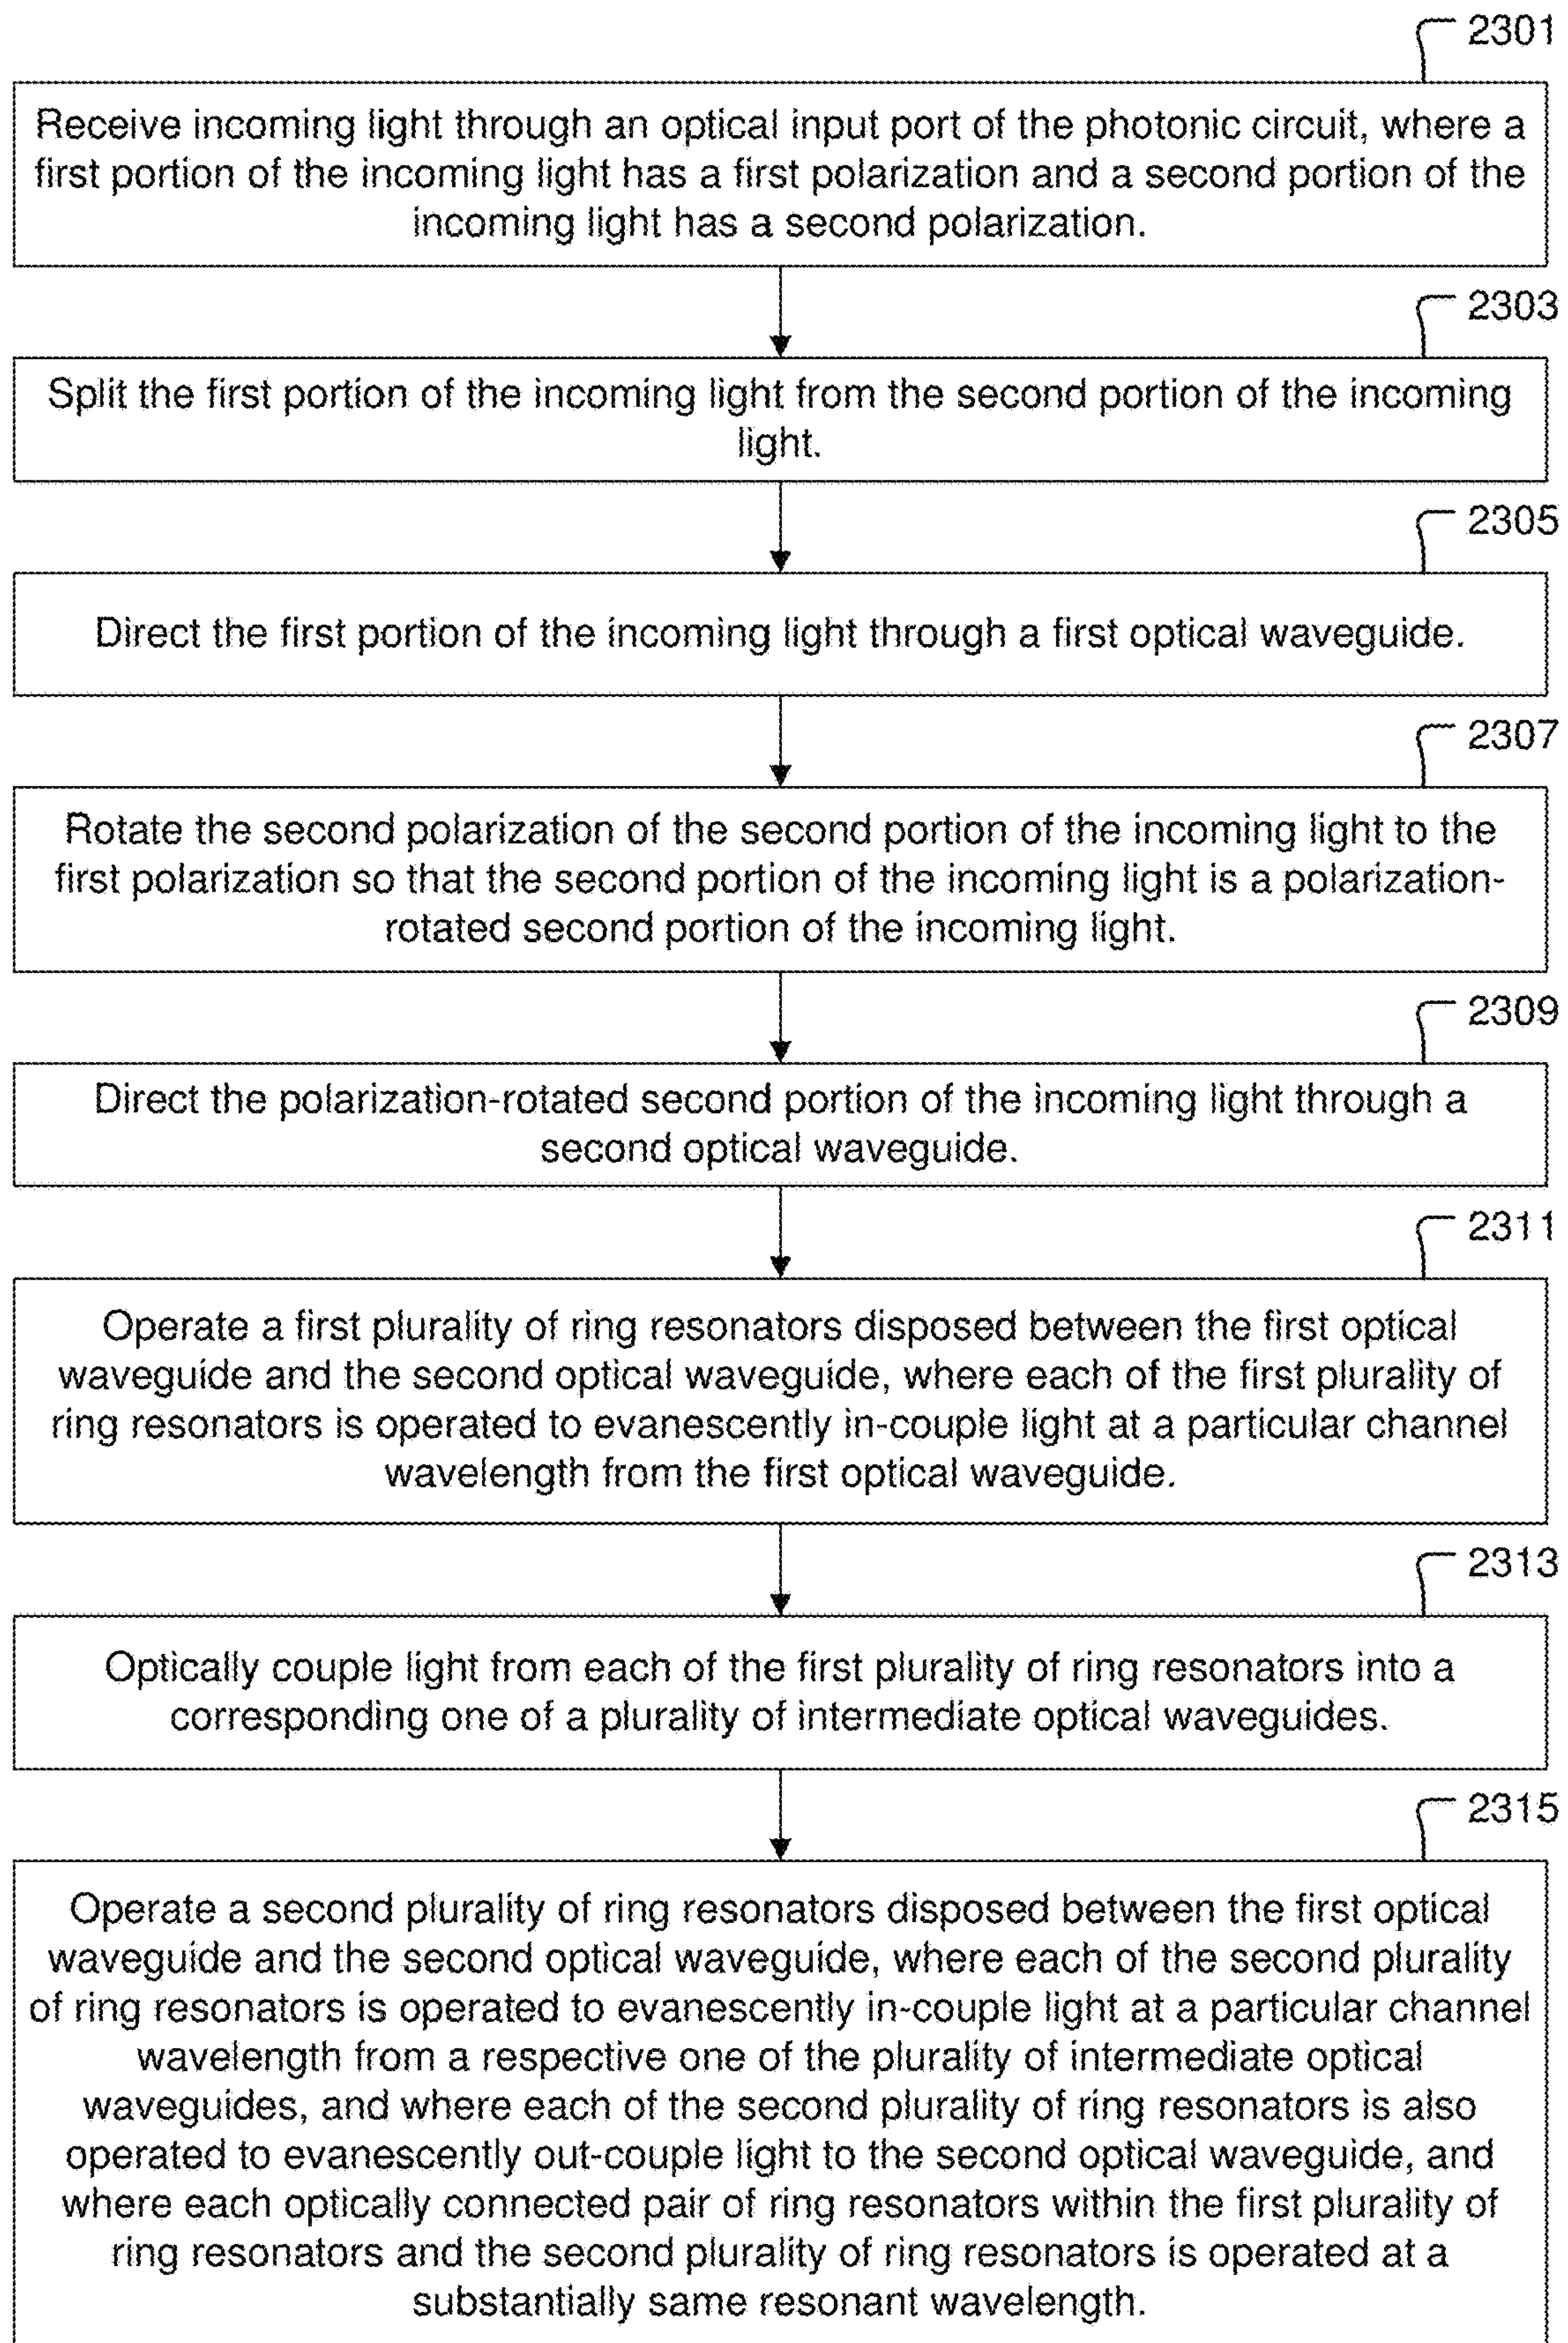 2301
Receive incoming light through an optical input port of the photonic circuit, where a
first portion of the incoming light has a first polarization and a second portion of the
incoming light has a second polarization.
2303
Split the first portion of the incoming light from the second portion of the incoming
light.
2305
Direct the first portion of the incoming light through a first optical waveguide.
2307
Rotate the second polarization of the second portion of the incoming light to the
first polarization so that the second portion of the incoming light is a polarization-
rotated second portion of the incoming light.
2309
Direct the polarization-rotated second portion of the incoming light through a
second optical waveguide.
2311
Operate a first plurality of ring resonators disposed between the first optical
waveguide and the second optical waveguide, where each of the first plurality of
ring resonators is operated to evanescently in-couple light at a particular channel
wavelength from the first optical waveguide.
2313
Optically couple light from each of the first plurality of ring resonators into a
corresponding one of a plurality of intermediate optical waveguides.
2315
Operate a second plurality of ring resonators disposed between the first optical
waveguide and the second optical waveguide, where each of the second plurality
of ring resonators is operated to evanescently in-couple light at a particular channel
wavelength from a respective one of the plurality of intermediate optical
waveguides, and where each of the second plurality of ring resonators is also
operated to evanescently out-couple light to the second optical waveguide, and
where each optically connected pair of ring resonators within the first plurality of
ring resonators and the second plurality of ring resonators is operated at a
substantially same resonant wavelength.